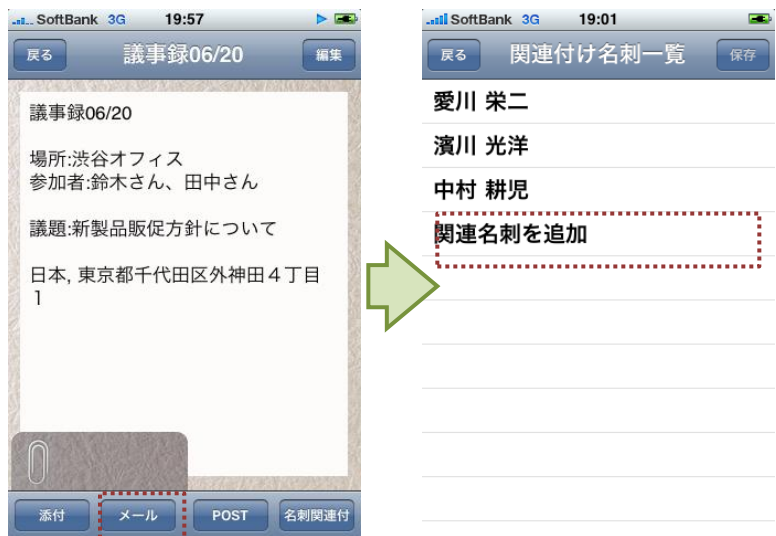 SoftBank 3G 19:57
戻る 議事録06/20 編集
議事録06/20
場所:渋谷オフィス
参加者:鈴木さん、田中さん
議題:新製品販促方針について
日本, 東京都千代田区外神田４丁目
1
添付 メール POST 名刺関連付
SoftBank 3G 19:01
戻る 関連付け名刺一覧 保存
愛川 栄二
濱川 光洋
中村 耕児
関連名刺を追加